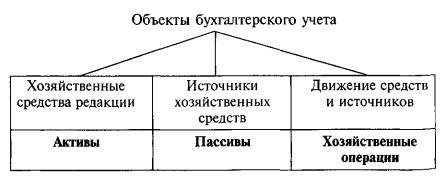 Объекты бухгалтерского учета
Хозяйственные
средства редакции
Источники
хозяйственных
средств
Движение средств
и источников
Активы
Пассивы
Хозяйственные
операции